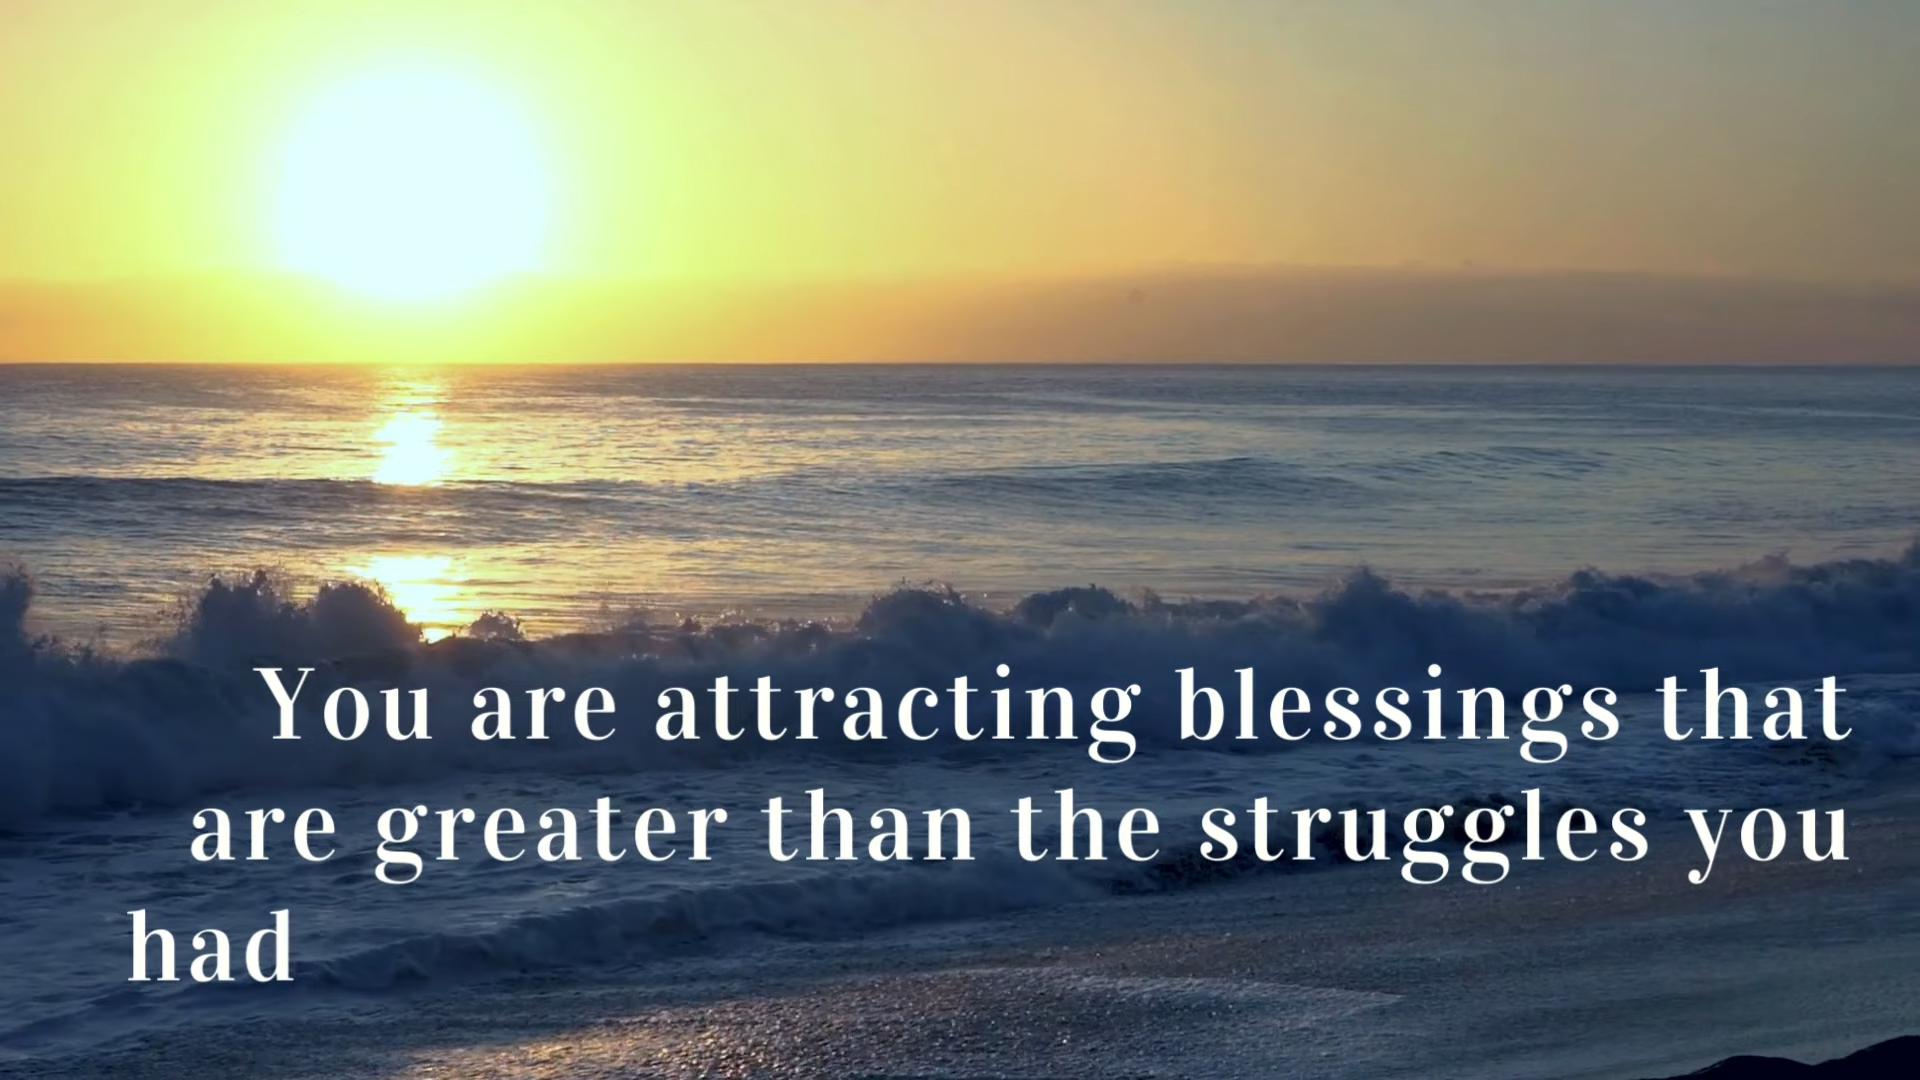 You are attracting blessings that
are greater than the struggles you
had